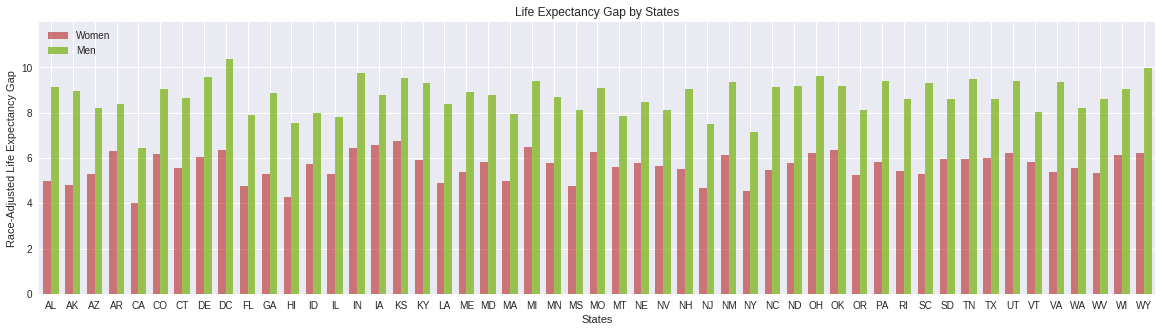 Life Expectancy Gap by States
Women
Men
Race-Adjusted Life Expectancy Gap
10
8
6
4
2
0
AL AK AZ AR CA CO CT DE DC FL GA HI ID IL IN IA KS KY LA ME MD MA MI MN MS MO MT NE NV NH NJ NM NY NC ND OH OK OR PA RI SC SD TN TX UT VT VA WA WV WI WY
States